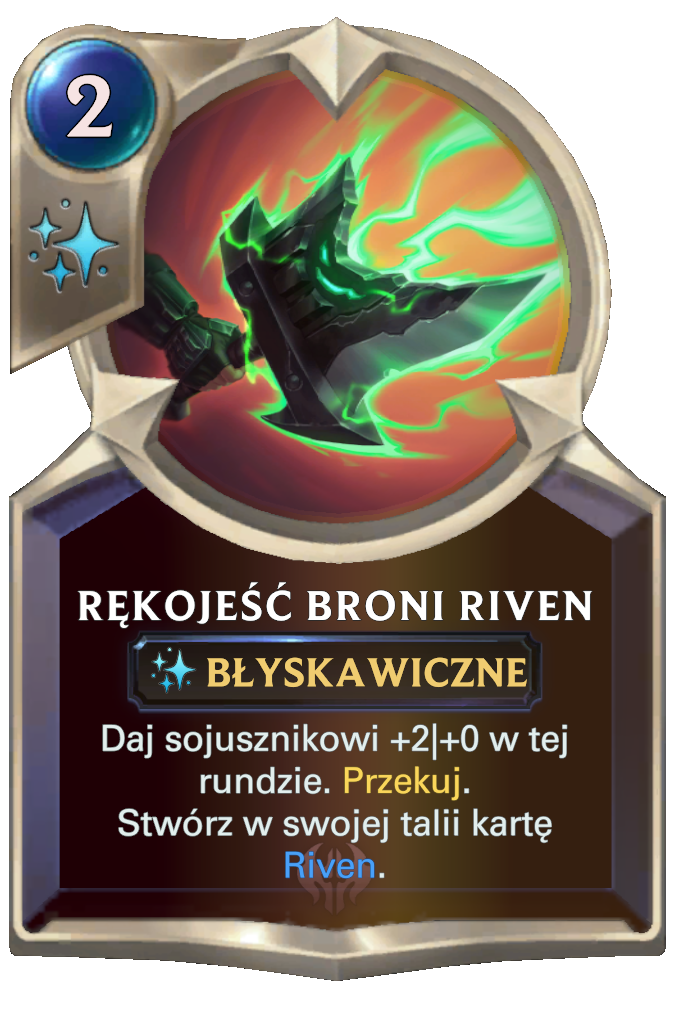 2
RĘKOJEŚĆ BRONI RIVEN
BŁYSKAWICZNE
Daj sojusznikowi +2|+0 w tej
rundzie. Przekuj.
Stwórz w swojej talii kartę
Riven.